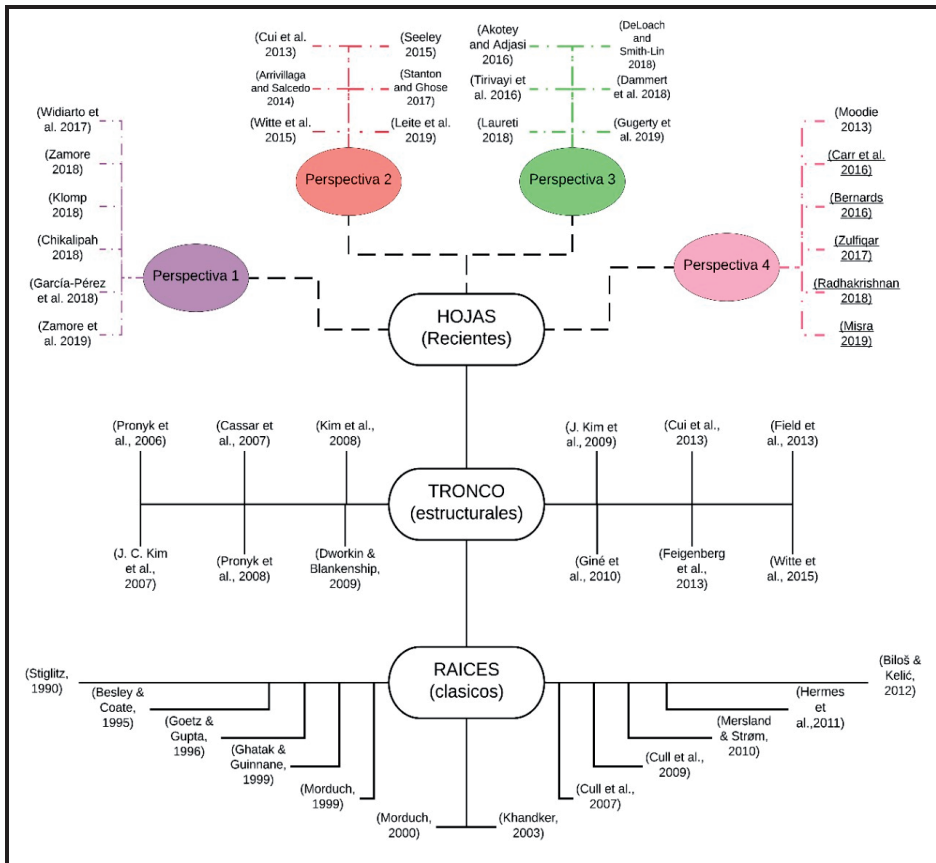 (Cui et al.
2013)
(Seeley
2015)
(Arrivillaga
and Salcedo
2014)
(Stanton
and Ghose
2017)
(Witte et al.
2015)
(Leite et al.
2019)
Perspectiva 2
(Akotey
and Adjasi
2016)
(DeLoach
and
Smith-Lin
2018)
(Tirivayi et
al. 2016)
(Dammert
et al. 2018)
(Laureti
2018)
(Gugerty
et al. 2019)
Perspectiva 3
(Widiarto
et al. 2017)
(Zamore
2018)
(Klomp
2018)
(Chikalipah
2018)
(García-Pérez
et al. 2018)
(Zamore et
al. 2019)
Perspectiva 1
(Moodie
2013)
(Carr et al.
2016)
(Bernards
2016)
(Zulfiqar
2017)
(Radhakrishnan
2018)
(Misra
2019)
Perspectiva 4
HOJAS
(Recientes)
(Pronyk et
al., 2006)
(Cassar et
al., 2007)
(Kim et al.,
2008)
(J. Kim et
al., 2009)
(Cui et al.,
2013)
(Field et
al., 2013)
TRONCO
(estructurales)
(J. C. Kim
et al.,
2007)
(Pronyk et
al., 2008)
(Dworkin &
Blankenship,
2009)
(Giné et
al., 2010)
(Feigenberg
et al.,
2013)
(Witte et
al., 2015)
RAICES
(clasicos)
(Stiglitz,
1990)
(Besley &
Coate,
1995)
(Goetz &
Gupta,
1996)
(Ghatak &
Guinnane,
1999)
(Morduch,
1999)
(Morduch,
2000)
(Khandker,
2003)
(Cull et al.,
2007)
(Cull et al.,
2009)
(Mersland
& Strøm,
2010)
(Hermes
et
al.,2011)
(Biloš &
Kelić,
2012)